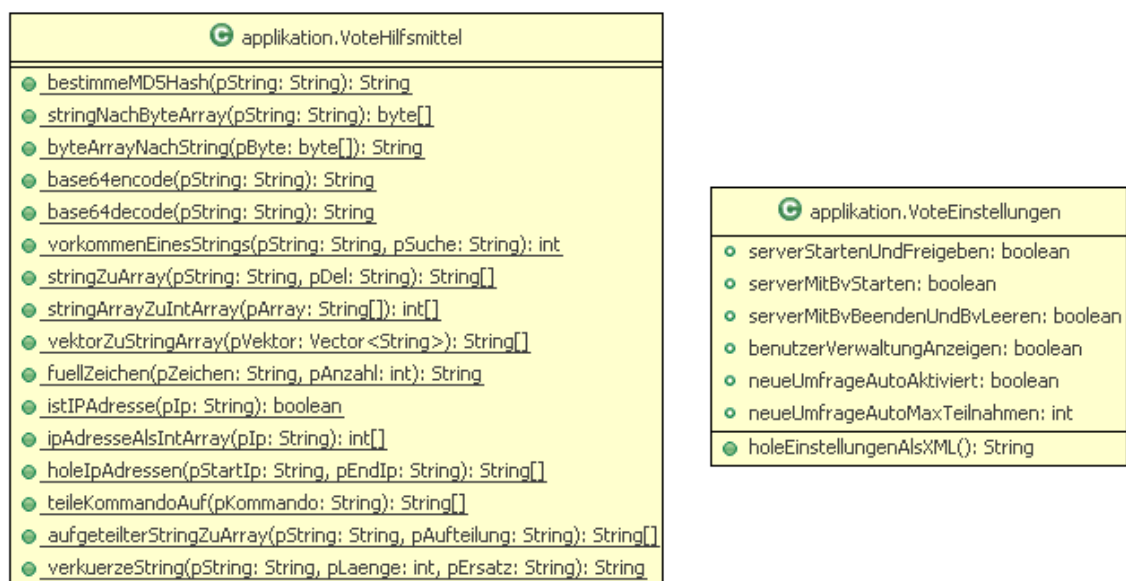 C applikation.VoteHilfsmittel
bestimmeMD5Hash(pString: String): String
stringNachByteArray(pString: String): byte[]
byteArrayNachString(pByte: byte[]): String
base64encode(pString: String): String
base64decode(pString: String): String
vorkommenEinesStrings(pString: String, pSuche: String): int
stringZuArray(pString: String, pDel: String): String[]
stringArrayZuIntArray(pArray: String[]): int[]
vektorZuStringArray(pVektor: Vector<String>): String[]
fuellZeichen(pZeichen: String, pAnzahl: int): String
istIPAdresse(pIp: String): boolean
ipAdresseAlsIntArray(pIp: String): int[]
holeIpAdressen(pStartIp: String, pEndIp: String): String[]
teileKommandoAuf(pKommando: String): String[]
aufgeteilterStringZuArray(pString: String, pAufteilung: String): String[]
verkuerzeString(pString: String, pLaenge: int, pErsatz: String): String
C applikation.VoteEinstellungen
serverStartenUndFreigeben: boolean
serverMitBvStarten: boolean
serverMitBvBeendenUndBvLeeren: boolean
benutzerVerwaltungAnzeigen: boolean
neueUmfrageAutoAktiviert: boolean
neueUmfrageAutoMaxTeilnahmen: int
holeEinstellungenAlsXML(): String